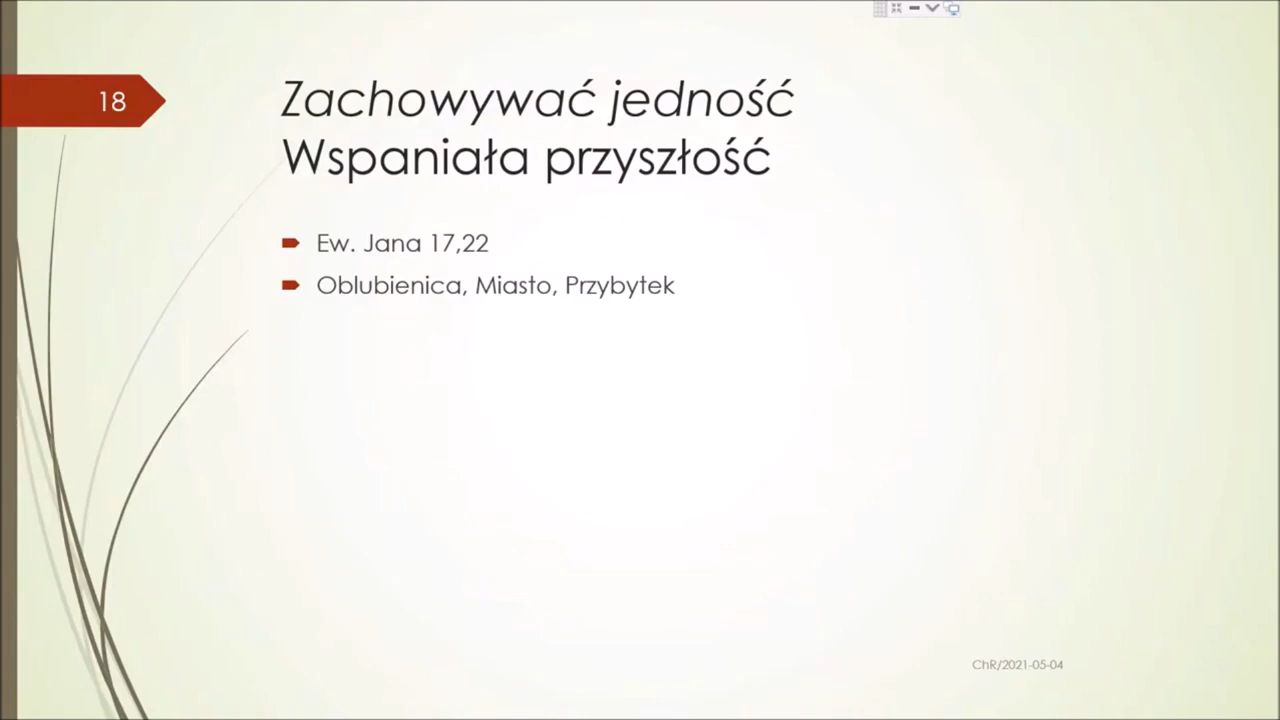 18
Zachowywać jedność
Wspaniała przyszłość
Ew. Jana 17,22
Oblubienica, Miasto, Przybytek
ChR/2021-05-04